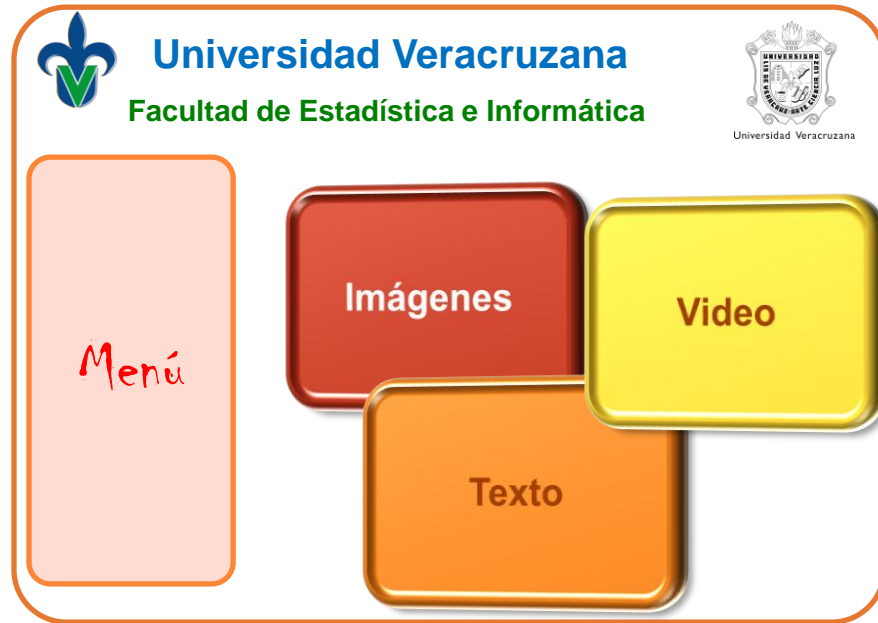 Universidad Veracruzana
Facultad de Estadística e Informática
Universidad Veracruzana
Menú
Imágenes
Video
Texto